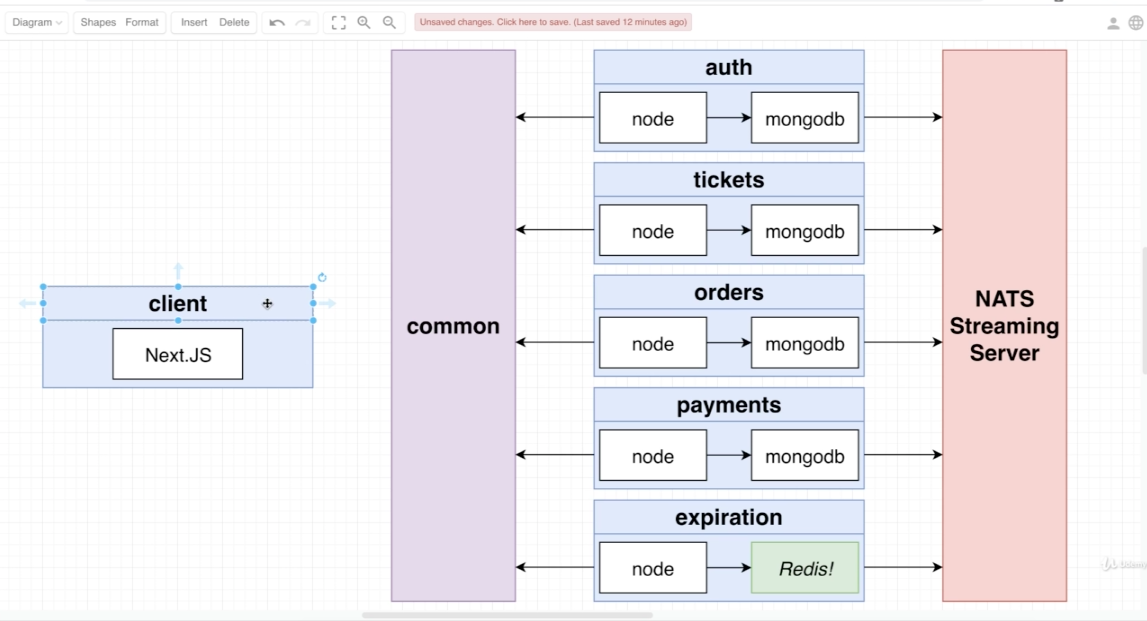 Diagram
Shapes
Format
Insert
Delete
Unsaved changes. Click here to save. (Last saved 12 minutes ago)
client
Next.JS
common
auth
node
mongodb
tickets
node
mongodb
orders
node
mongodb
payments
node
mongodb
expiration
node
Redis!
NATS
Streaming
Server
Udemy